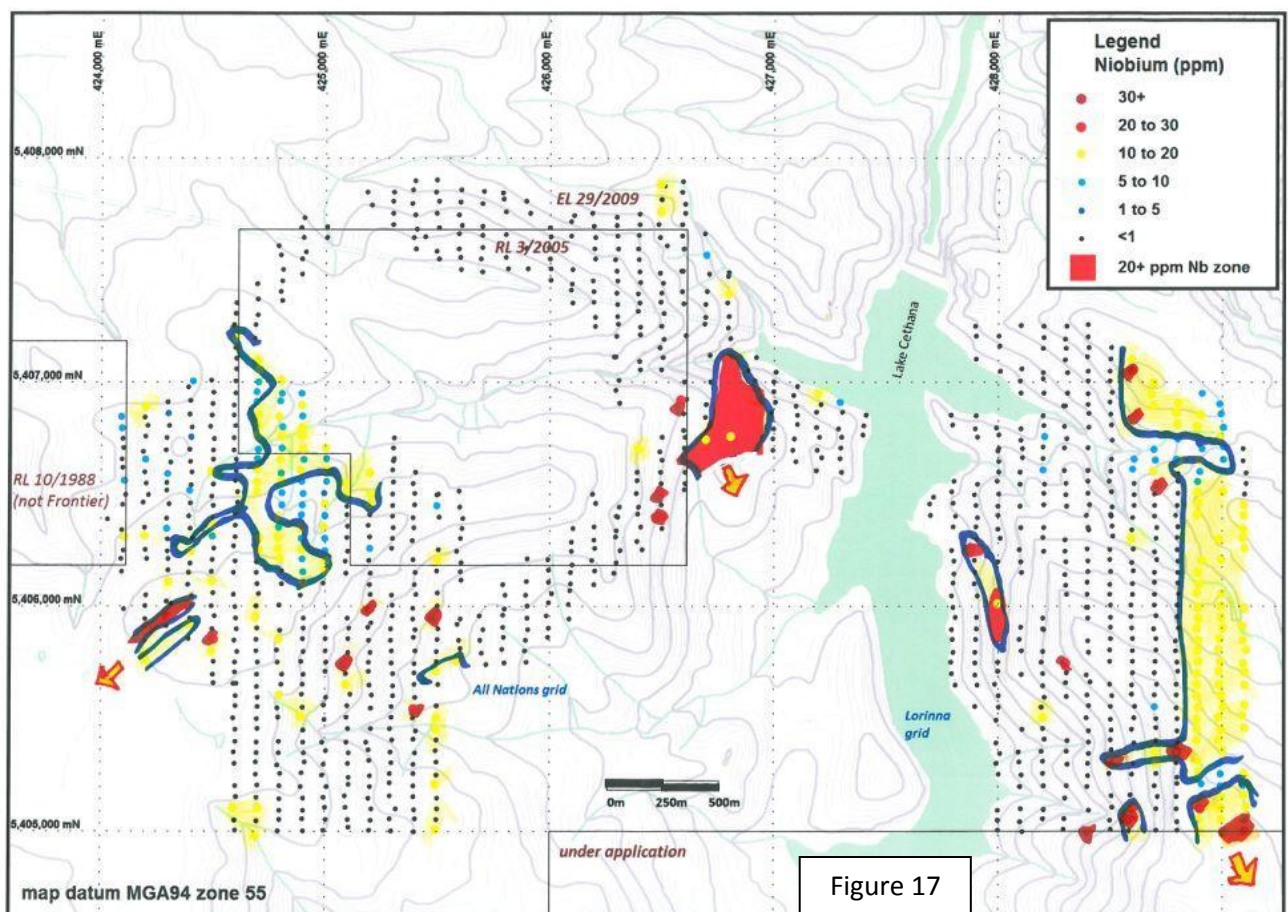 424,000 mE
425,000 mE
426,000 mE
427,000 mE
428,000 mE
Legend
Niobium (ppm)
30+
20 to 30
10 to 20
5 to 10
1 to 5
<1
20+ ppm Nb zone
5,408,000 mN
EL 29/2009
RL 3/2005
Lake Cethana
5,407,000 mN
RL 10/1988
(not Frontier)
5,406,000 mN
All Nations grid
Lorinna
grid
0m 250m 500m
5,405,000 mN
under application
map datum MGA94 zone 55
Figure 17